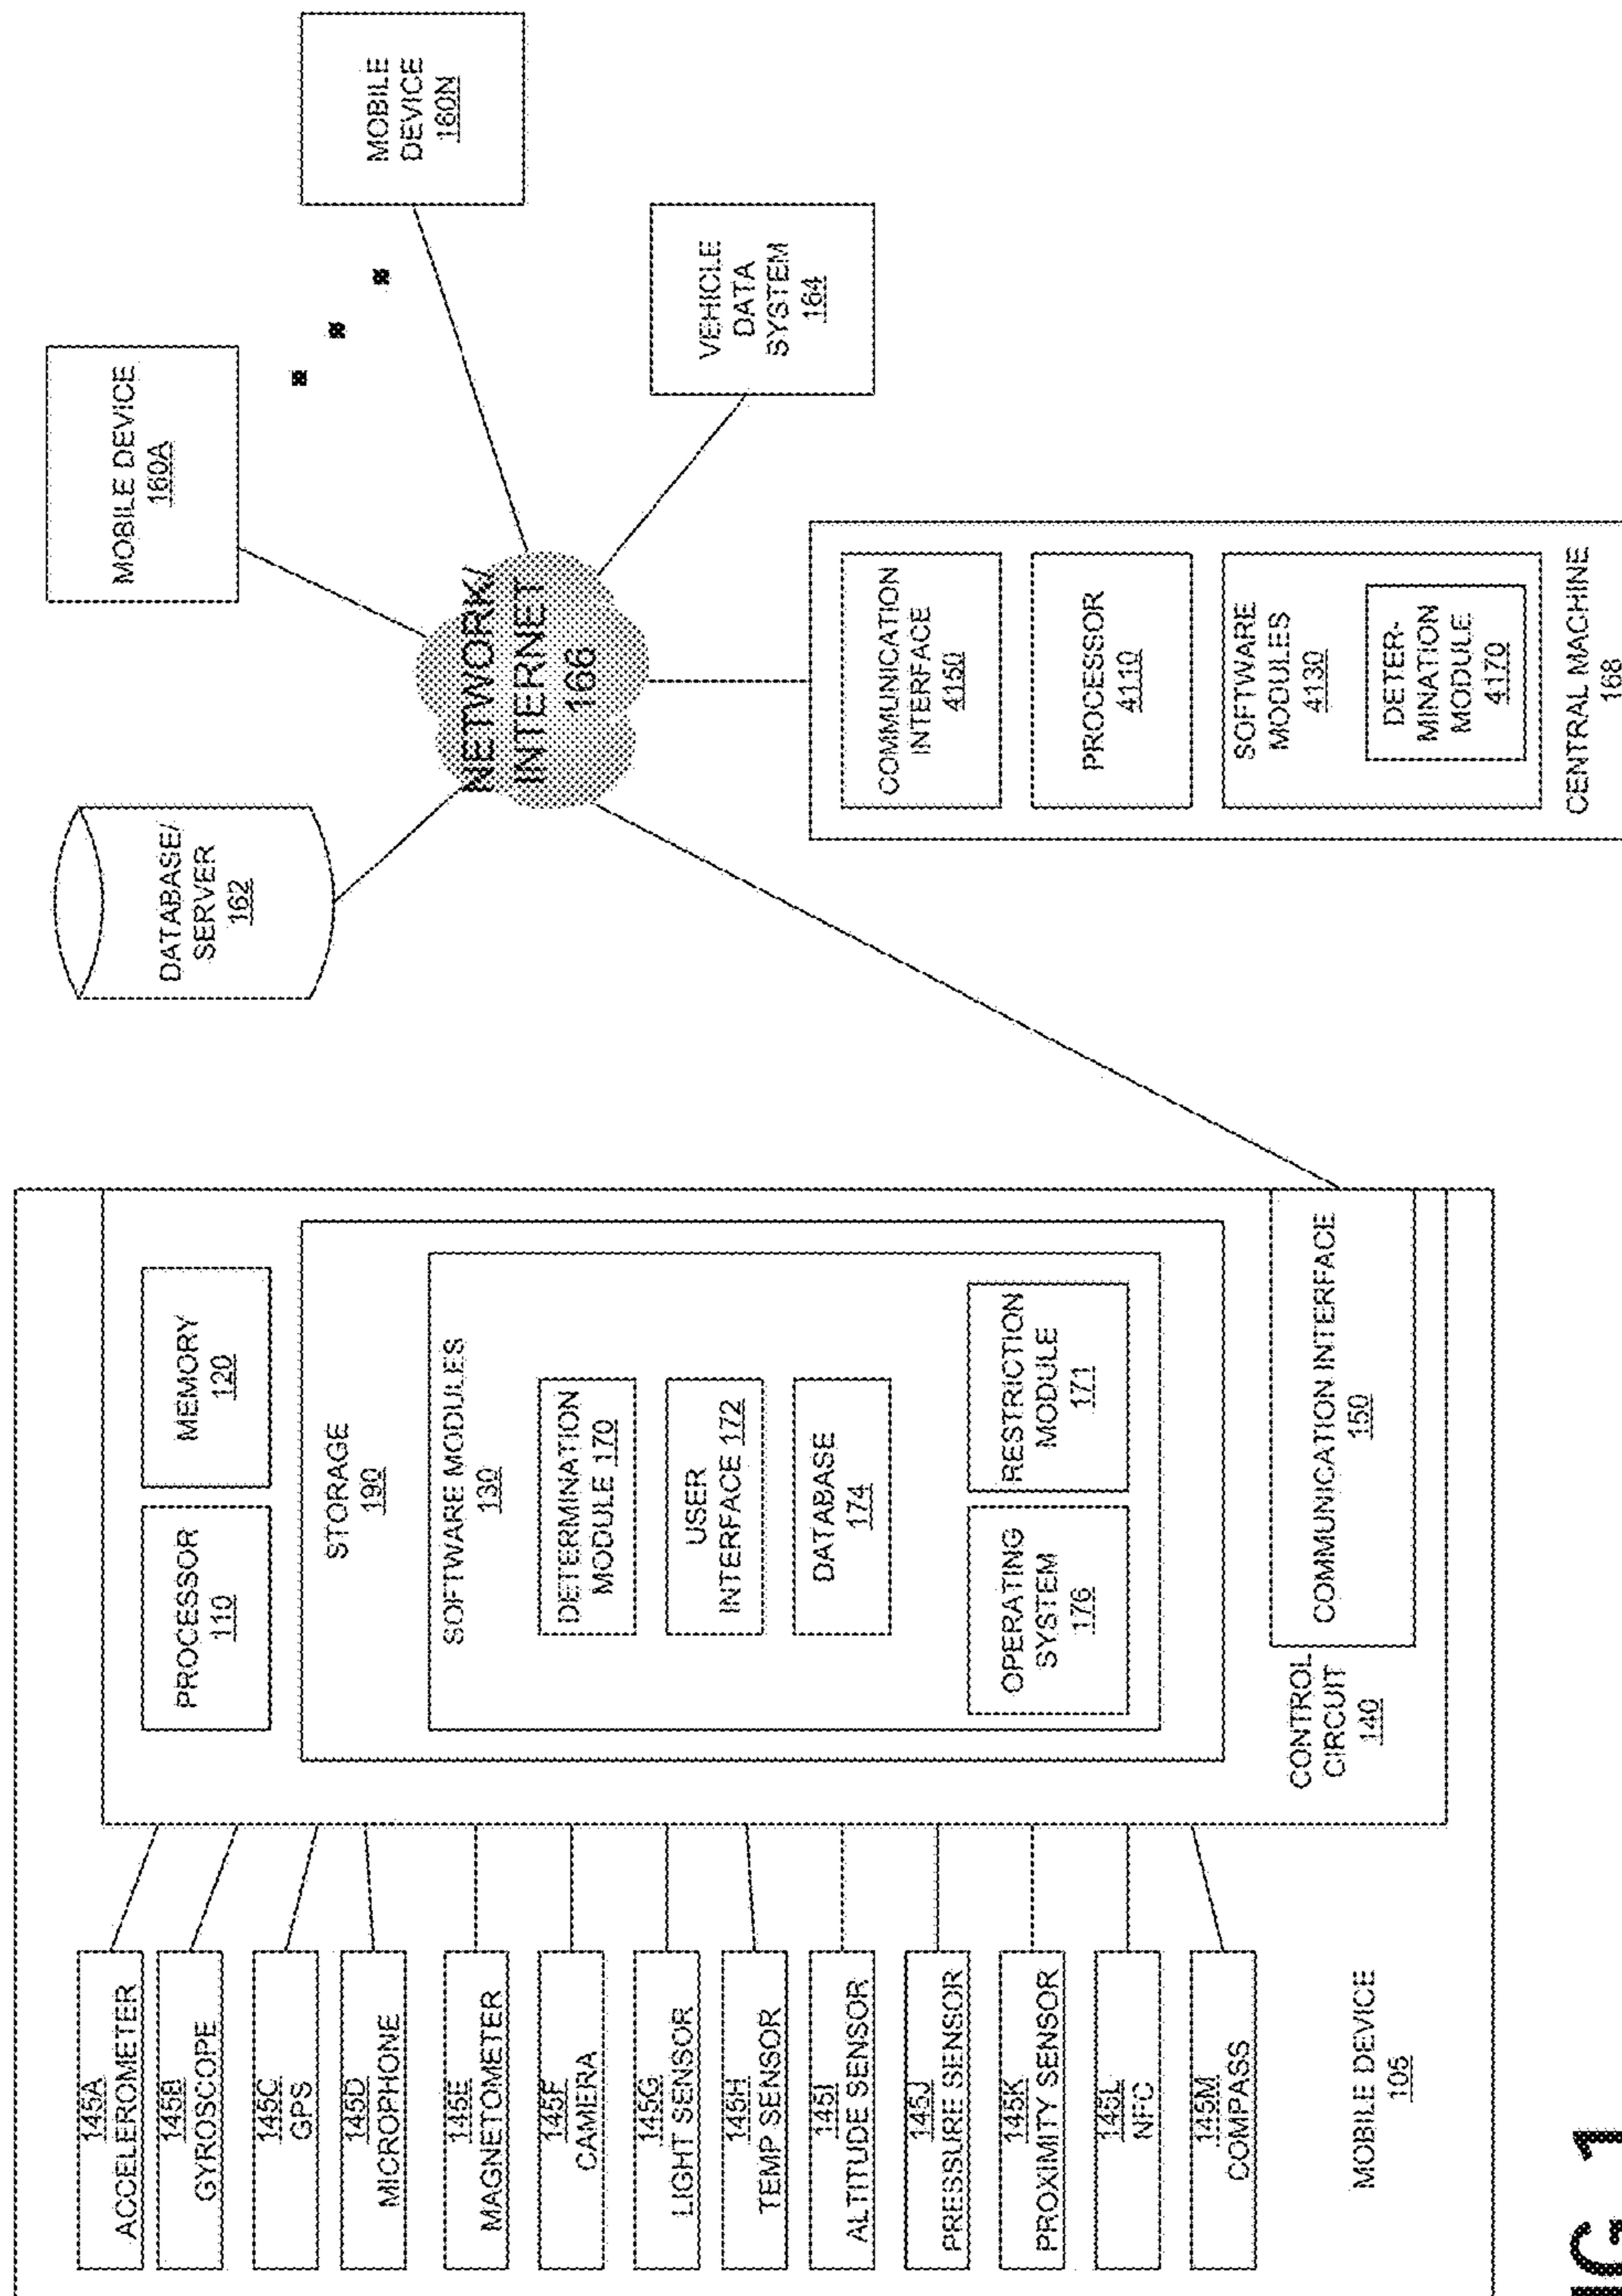 145A
ACCELEROMETER
145B
GYROSCOPE
145C
GPS
145D
MICROPHONE
145E
MAGNETOMETER
145F
CAMERA
145G
LIGHT SENSOR
145H
TEMP SENSOR
145I
ALTITUDE SENSOR
145J
PRESSURE SENSOR
145K
PROXIMITY SENSOR
145L
NFC
145M
COMPASS
MOBILE DEVICE
105
PROCESSOR
110
MEMORY
120
STORAGE
190
SOFTWARE MODULES
130
DETERMINATION
MODULE 170
USER
INTERFACE 172
DATABASE
174
OPERATING
SYSTEM
176
RESTRICTION
MODULE
171
CONTROL
CIRCUIT
140
COMMUNICATION INTERFACE
150
DATABASE/
SERVER
162
MOBILE DEVICE
160A
MOBILE
DEVICE
160N
VEHICLE
DATA
SYSTEM
164
NETWORK/
INTERNET
166
COMMUNICATION
INTERFACE
4150
PROCESSOR
4110
SOFTWARE
MODULES
4130
DETER-
MINATION
MODULE
4170
CENTRAL MACHINE
168
IG. 1